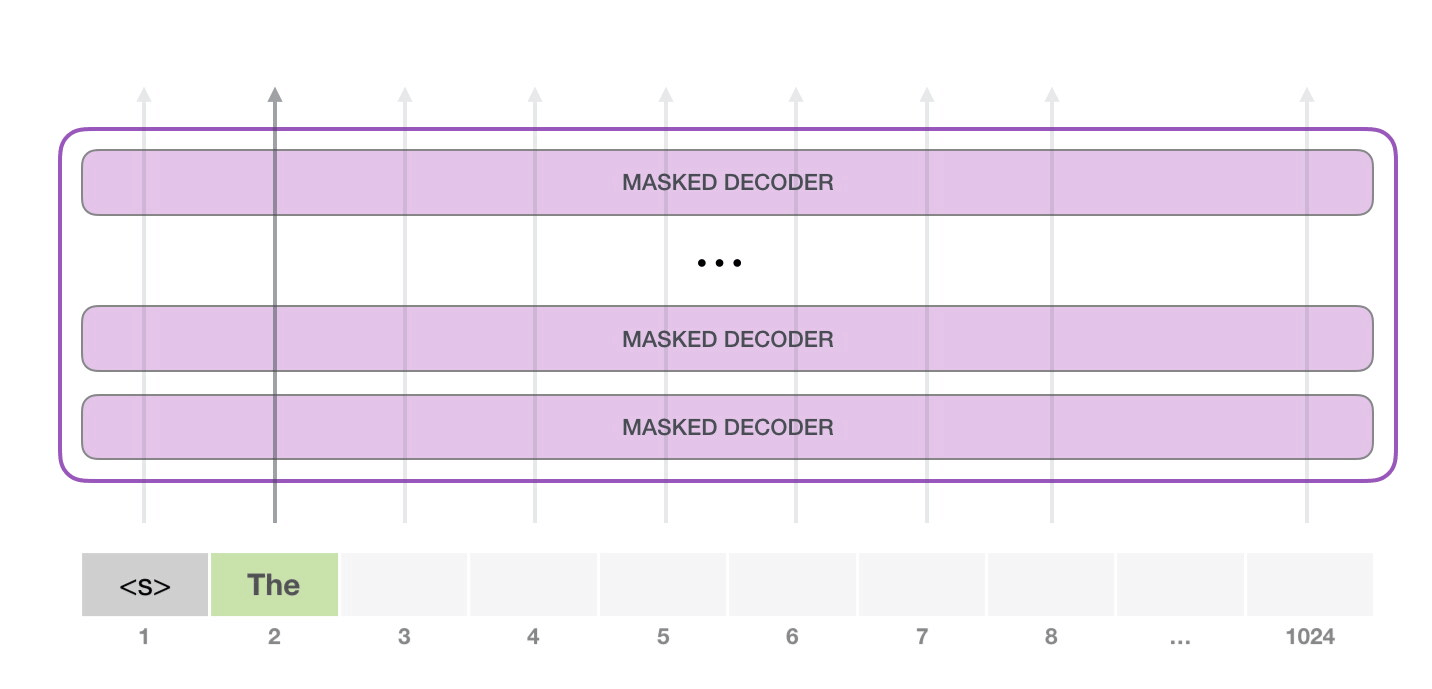 MASKED DECODER
...
MASKED DECODER
MASKED DECODER
<s> The
1 2 3 4 5 6 7 8 ... 1024